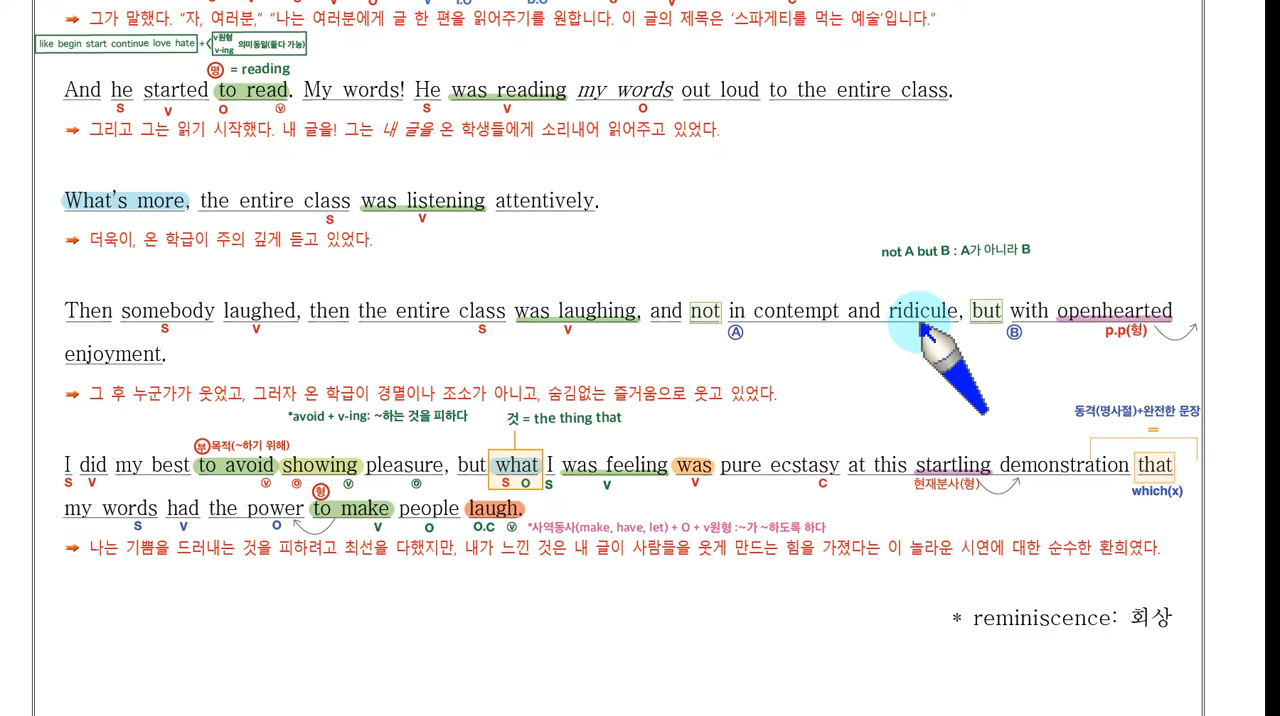 ➡ 그가 말했다. “자, 여러분,” “나는 여러분에게 글 한 편을 읽어주기를 원합니다. 이 글의 제목은 ‘스파게티를 먹는 예술’입니다.”
like begin start continue love hate + v원형 v-ing 의미동일(둘다 가능)
명 = reading
And he started to read. My words! He was reading my words out loud to the entire class.
S V O ⓥ S V O
➡ 그리고 그는 읽기 시작했다. 내 글을! 그는 내 글을 온 학생들에게 소리내어 읽어주고 있었다.
What’s more, the entire class was listening attentively.
S V
➡ 더욱이, 온 학급이 주의 깊게 듣고 있었다.
not A but B : A가 아니라 B
Then somebody laughed, then the entire class was laughing, and not in contempt and ridicule, but with openhearted
S V S V Ⓐ Ⓑ p.p(형)
enjoyment.
➡ 그 후 누군가가 웃었고, 그러자 온 학급이 경멸이나 조소가 아니고, 숨김없는 즐거움으로 웃고 있었다.
*avoid + v-ing: ~하는 것을 피하다 것 = the thing that
동격(명사절)+완전한 문장
부 목적(~하기 위해) =
I did my best to avoid showing pleasure, but what I was feeling was pure ecstasy at this startling demonstration that
S V ⓥ ⓞ ⓥ ⓞ S O S V V C 현재분사(형) which(x)
형
my words had the power to make people laugh.
S V O V O O.C ⓥ *사역동사(make, have, let) + O + v원형 :~가 ~하도록 하다
➡ 나는 기쁨을 드러내는 것을 피하려고 최선을 다했지만, 내가 느낀 것은 내 글이 사람들을 웃게 만드는 힘을 가졌다는 이 놀라운 시연에 대한 순수한 환희였다.
* reminiscence: 회상